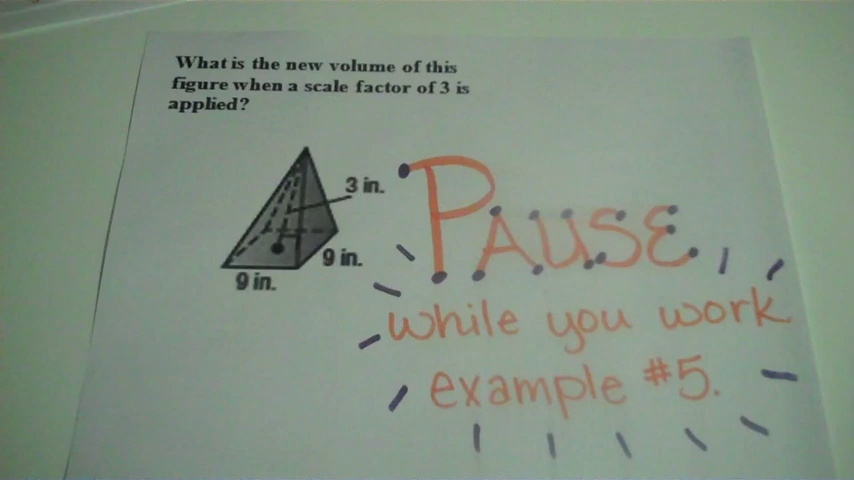 What is the new volume of this
figure when a scale factor of 3 is
applied?
3 in.
9 in.
9 in.
PAUSE,
while you work
example #5.